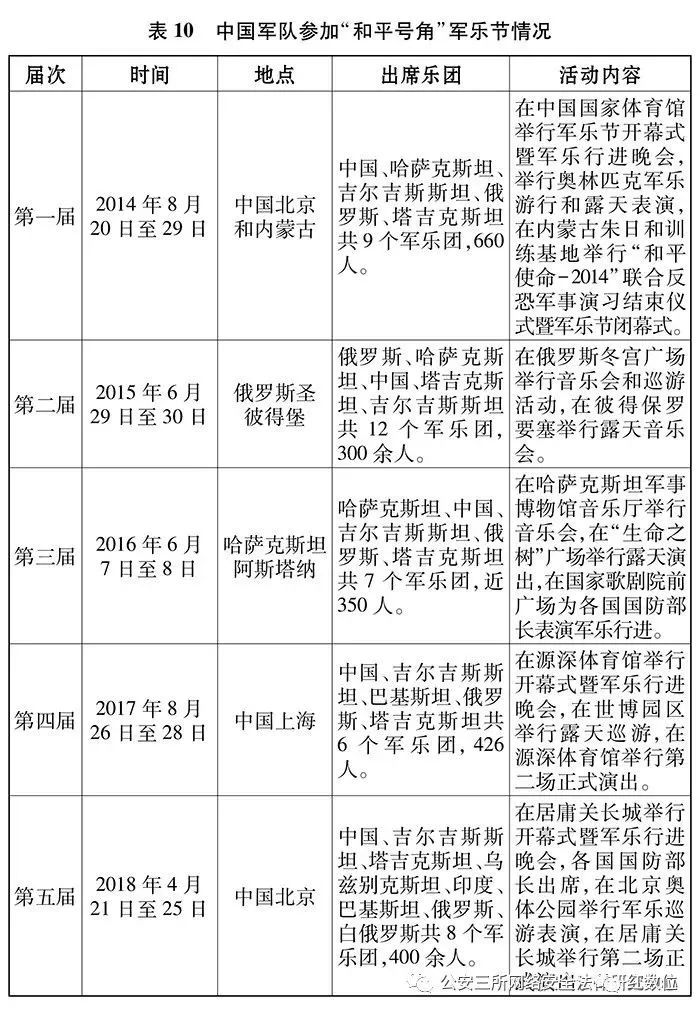 表 10 中国军队参加“和平号角”军乐节情况
届次 时间 地点 出席乐团 活动内容
第一届
2014 年 8 月
20 日至 29 日
中国北京
和内蒙古
中国、哈萨克斯坦、
吉尔吉斯斯坦、俄
罗斯、塔吉克斯坦
共 9 个军乐团,660
人。
在中国国家体育馆
举行军乐节开幕式
暨军乐行进晚会,
举行奥林匹克军乐
游行和露天表演,
在内蒙古朱日和训
练基地举行“和平
使命-2014”联合反
恐军事演习结束仪
式暨军乐节闭幕式。
第二届
2015 年 6 月
29 日至 30 日
俄罗斯圣
彼得堡
俄罗斯、哈萨克斯
坦、中国、塔吉克斯
坦、吉尔吉斯斯坦
共 12 个军乐团,
300 余人。
在俄罗斯冬宫广场
举行音乐会和巡游
活动,在彼得保罗
要塞举行露天音乐
会。
第三届
2016 年 6 月
7 日至 8 日
哈萨克斯坦
阿斯塔纳
哈萨克斯坦、中国、
吉尔吉斯斯坦、俄
罗斯、塔吉克斯坦
共 7 个军乐团,近
350 人。
在哈萨克斯坦军事
博物馆音乐厅举行
音乐会,在“生命之
树”广场举行露天演
出,在国家歌剧院前
广场为各国国防部
长表演军乐行进。
第四届
2017 年 8 月
26 日至 28 日
中国上海
中国、吉尔吉斯斯
坦、巴基斯坦、俄罗
斯、塔吉克斯坦共
6 个军乐团,426
人。
在源深体育馆举行
开幕式暨军乐行进
晚会,在世博园区
举行露天巡游,在
源深体育馆举行第
二场正式演出。
第五届
2018 年 4 月
21 日至 25 日
中国北京
中国、吉尔吉斯斯
坦、塔吉克斯坦、乌
兹别克斯坦、印度、
巴基斯坦、俄罗斯、
白俄罗斯共 8 个军
乐团,400 余人。
在居庸关长城举行
开幕式暨军乐行进
晚会,各国国防部
长出席,在北京奥
体公园举行军乐巡
游表演,在居庸关
长城举行第二场正
公安三所网络安全法